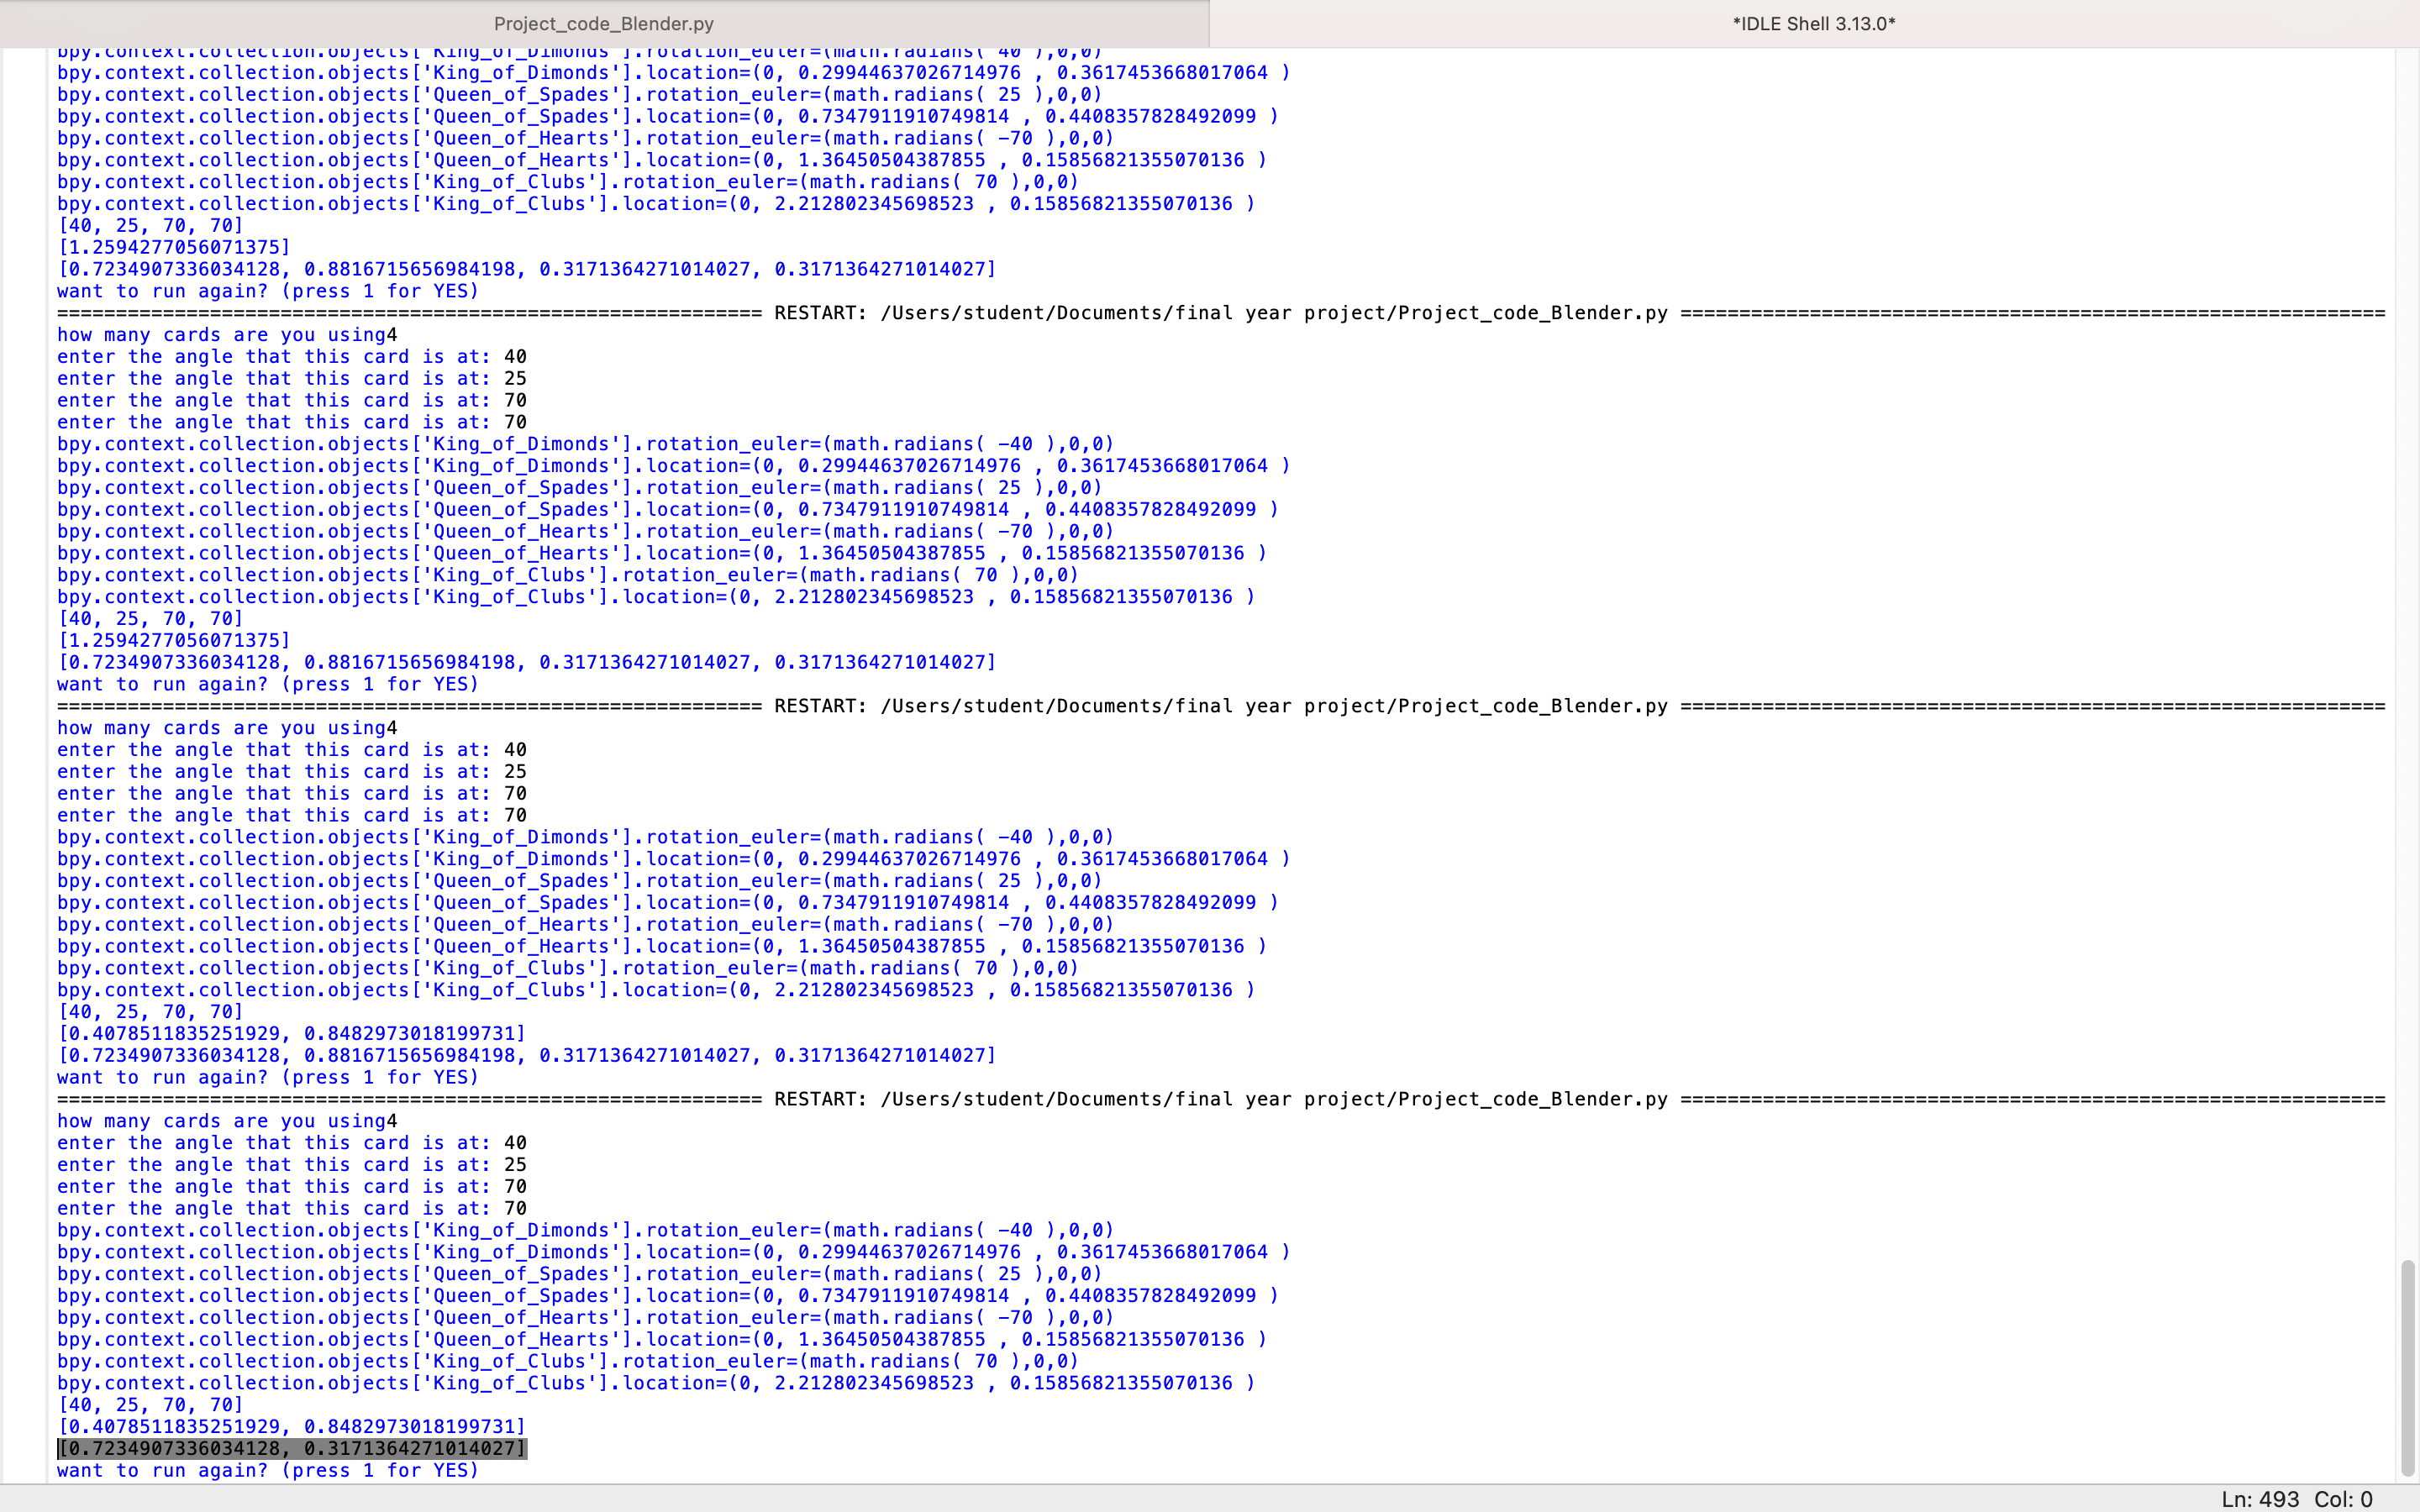 Project_code_Blender.py
*IDLE Shell 3.13.0*
bpy.context.collection.objects['King_of_Dimonds'].rotation_euler=(math.radians( 40 ),0,0)
bpy.context.collection.objects['King_of_Dimonds'].location=(0, 0.29944637026714976 , 0.3617453668017064 )
bpy.context.collection.objects['Queen_of_Spades'].rotation_euler=(math.radians( 25 ),0,0)
bpy.context.collection.objects['Queen_of_Spades'].location=(0, 0.7347911910749814 , 0.4408357828492099 )
bpy.context.collection.objects['Queen_of_Hearts'].rotation_euler=(math.radians( -70 ),0,0)
bpy.context.collection.objects['Queen_of_Hearts'].location=(0, 1.36450504387855 , 0.15856821355070136 )
bpy.context.collection.objects['King_of_Clubs'].rotation_euler=(math.radians( 70 ),0,0)
bpy.context.collection.objects['King_of_Clubs'].location=(0, 2.212802345698523 , 0.15856821355070136 )
[40, 25, 70, 70]
[1.2594277056071375]
[0.7234907336034128, 0.8816715656984198, 0.3171364271014027, 0.3171364271014027]
want to run again? (press 1 for YES)
============================================================ RESTART: /Users/student/Documents/final year project/Project_code_Blender.py ============================================================
how many cards are you using4
enter the angle that this card is at: 40
enter the angle that this card is at: 25
enter the angle that this card is at: 70
enter the angle that this card is at: 70
bpy.context.collection.objects['King_of_Dimonds'].rotation_euler=(math.radians( -40 ),0,0)
bpy.context.collection.objects['King_of_Dimonds'].location=(0, 0.29944637026714976 , 0.3617453668017064 )
bpy.context.collection.objects['Queen_of_Spades'].rotation_euler=(math.radians( 25 ),0,0)
bpy.context.collection.objects['Queen_of_Spades'].location=(0, 0.7347911910749814 , 0.4408357828492099 )
bpy.context.collection.objects['Queen_of_Hearts'].rotation_euler=(math.radians( -70 ),0,0)
bpy.context.collection.objects['Queen_of_Hearts'].location=(0, 1.36450504387855 , 0.15856821355070136 )
bpy.context.collection.objects['King_of_Clubs'].rotation_euler=(math.radians( 70 ),0,0)
bpy.context.collection.objects['King_of_Clubs'].location=(0, 2.212802345698523 , 0.15856821355070136 )
[40, 25, 70, 70]
[1.2594277056071375]
[0.7234907336034128, 0.8816715656984198, 0.3171364271014027, 0.3171364271014027]
want to run again? (press 1 for YES)
============================================================ RESTART: /Users/student/Documents/final year project/Project_code_Blender.py ============================================================
how many cards are you using4
enter the angle that this card is at: 40
enter the angle that this card is at: 25
enter the angle that this card is at: 70
enter the angle that this card is at: 70
bpy.context.collection.objects['King_of_Dimonds'].rotation_euler=(math.radians( -40 ),0,0)
bpy.context.collection.objects['King_of_Dimonds'].location=(0, 0.29944637026714976 , 0.3617453668017064 )
bpy.context.collection.objects['Queen_of_Spades'].rotation_euler=(math.radians( 25 ),0,0)
bpy.context.collection.objects['Queen_of_Spades'].location=(0, 0.7347911910749814 , 0.4408357828492099 )
bpy.context.collection.objects['Queen_of_Hearts'].rotation_euler=(math.radians( -70 ),0,0)
bpy.context.collection.objects['Queen_of_Hearts'].location=(0, 1.36450504387855 , 0.15856821355070136 )
bpy.context.collection.objects['King_of_Clubs'].rotation_euler=(math.radians( 70 ),0,0)
bpy.context.collection.objects['King_of_Clubs'].location=(0, 2.212802345698523 , 0.15856821355070136 )
[40, 25, 70, 70]
[0.4078511835251929, 0.8482973018199731]
[0.7234907336034128, 0.8816715656984198, 0.3171364271014027, 0.3171364271014027]
want to run again? (press 1 for YES)
============================================================ RESTART: /Users/student/Documents/final year project/Project_code_Blender.py ============================================================
how many cards are you using4
enter the angle that this card is at: 40
enter the angle that this card is at: 25
enter the angle that this card is at: 70
enter the angle that this card is at: 70
bpy.context.collection.objects['King_of_Dimonds'].rotation_euler=(math.radians( -40 ),0,0)
bpy.context.collection.objects['King_of_Dimonds'].location=(0, 0.29944637026714976 , 0.3617453668017064 )
bpy.context.collection.objects['Queen_of_Spades'].rotation_euler=(math.radians( 25 ),0,0)
bpy.context.collection.objects['Queen_of_Spades'].location=(0, 0.7347911910749814 , 0.4408357828492099 )
bpy.context.collection.objects['Queen_of_Hearts'].rotation_euler=(math.radians( -70 ),0,0)
bpy.context.collection.objects['Queen_of_Hearts'].location=(0, 1.36450504387855 , 0.15856821355070136 )
bpy.context.collection.objects['King_of_Clubs'].rotation_euler=(math.radians( 70 ),0,0)
bpy.context.collection.objects['King_of_Clubs'].location=(0, 2.212802345698523 , 0.15856821355070136 )
[40, 25, 70, 70]
[0.4078511835251929, 0.8482973018199731]
[0.7234907336034128, 0.3171364271014027]
want to run again? (press 1 for YES)
Ln: 493 Col: 0